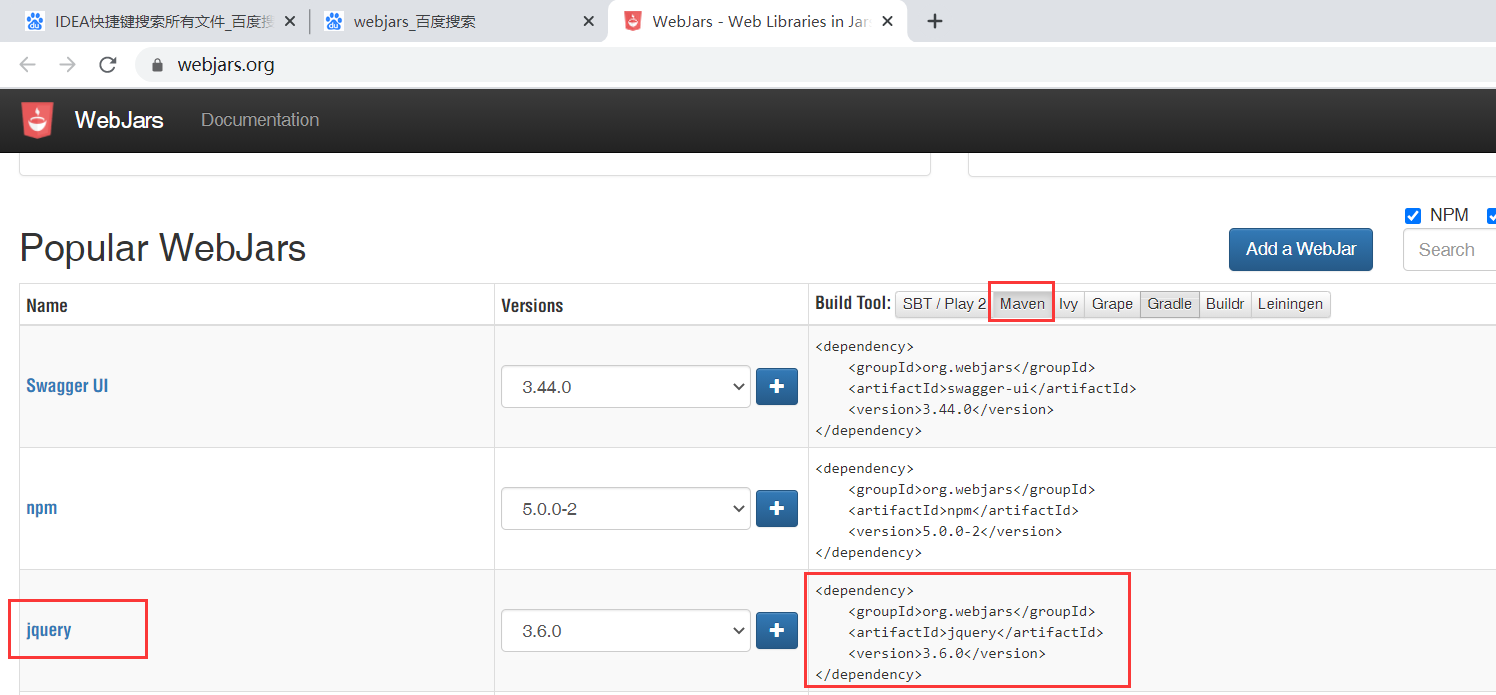 IDEA快捷键搜索所有文件_百度搜
webjars_百度搜索
WebJars - Web Libraries in Jars
webjars.org
WebJars Documentation
NPM
Popular WebJars
Add a WebJar
Search
Name
Versions
Build Tool: SBT / Play 2 Maven Ivy Grape Gradle Buildr Leiningen
Swagger UI
3.44.0
<dependency>
    <groupId>org.webjars</groupId>
    <artifactId>swagger-ui</artifactId>
    <version>3.44.0</version>
</dependency>
npm
5.0.0-2
<dependency>
    <groupId>org.webjars</groupId>
    <artifactId>npm</artifactId>
    <version>5.0.0-2</version>
</dependency>
jquery
3.6.0
<dependency>
    <groupId>org.webjars</groupId>
    <artifactId>jquery</artifactId>
    <version>3.6.0</version>
</dependency>